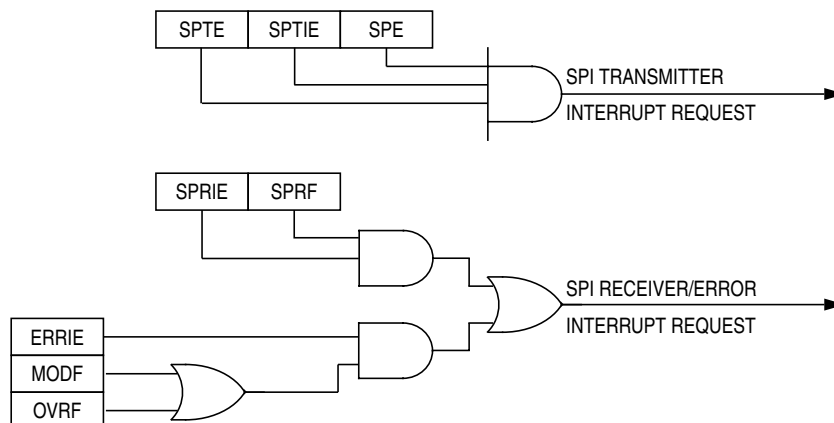 SPTE SPTIE SPE
SPI TRANSMITTER
INTERRUPT REQUEST
SPRIE SPRF
SPI RECEIVER/ERROR
INTERRUPT REQUEST
ERRIE
MODF
OVRF